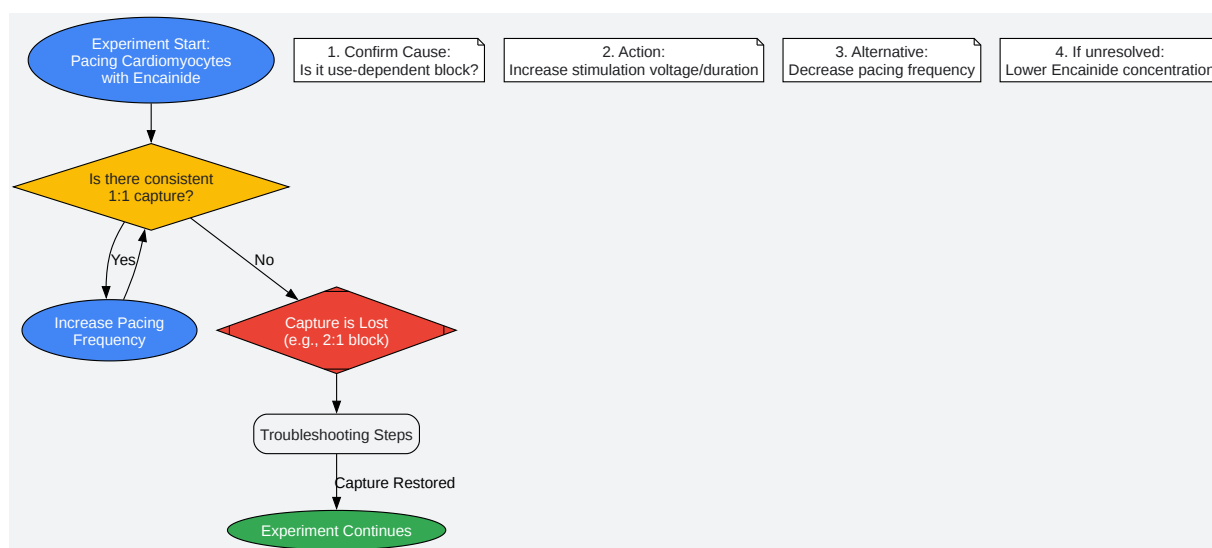 Experiment Start:
Pacing Cardiomyocytes
with Encainide
1. Confirm Cause:
Is it use-dependent block?
2. Action:
Increase stimulation voltage/duration
3. Alternative:
Decrease pacing frequency
4. If unresolved:
Lower Encainide concentration
Is there consistent
1:1 capture?
Yes
No
Increase Pacing
Frequency
Capture is Lost
(e.g., 2:1 block)
Troubleshooting Steps
Capture Restored
Experiment Continues